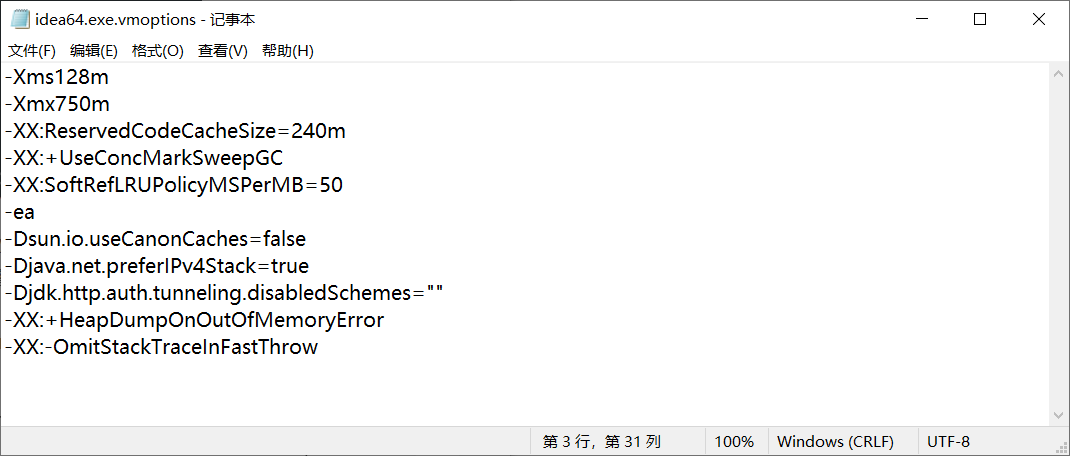 idea64.exe.vmoptions - 记事本
文件(F) 编辑(E) 格式(O) 查看(V) 帮助(H)
-Xms128m
-Xmx750m
-XX:ReservedCodeCacheSize=240m
-XX:+UseConcMarkSweepGC
-XX:SoftRefLRUPolicyMSPerMB=50
-ea
-Dsun.io.useCanonCaches=false
-Djava.net.preferIPv4Stack=true
-Djdk.http.auth.tunneling.disabledSchemes=""
-XX:+HeapDumpOnOutOfMemoryError
-XX:-OmitStackTraceInFastThrow
第 3 行，第 31 列 100% Windows (CRLF) UTF-8